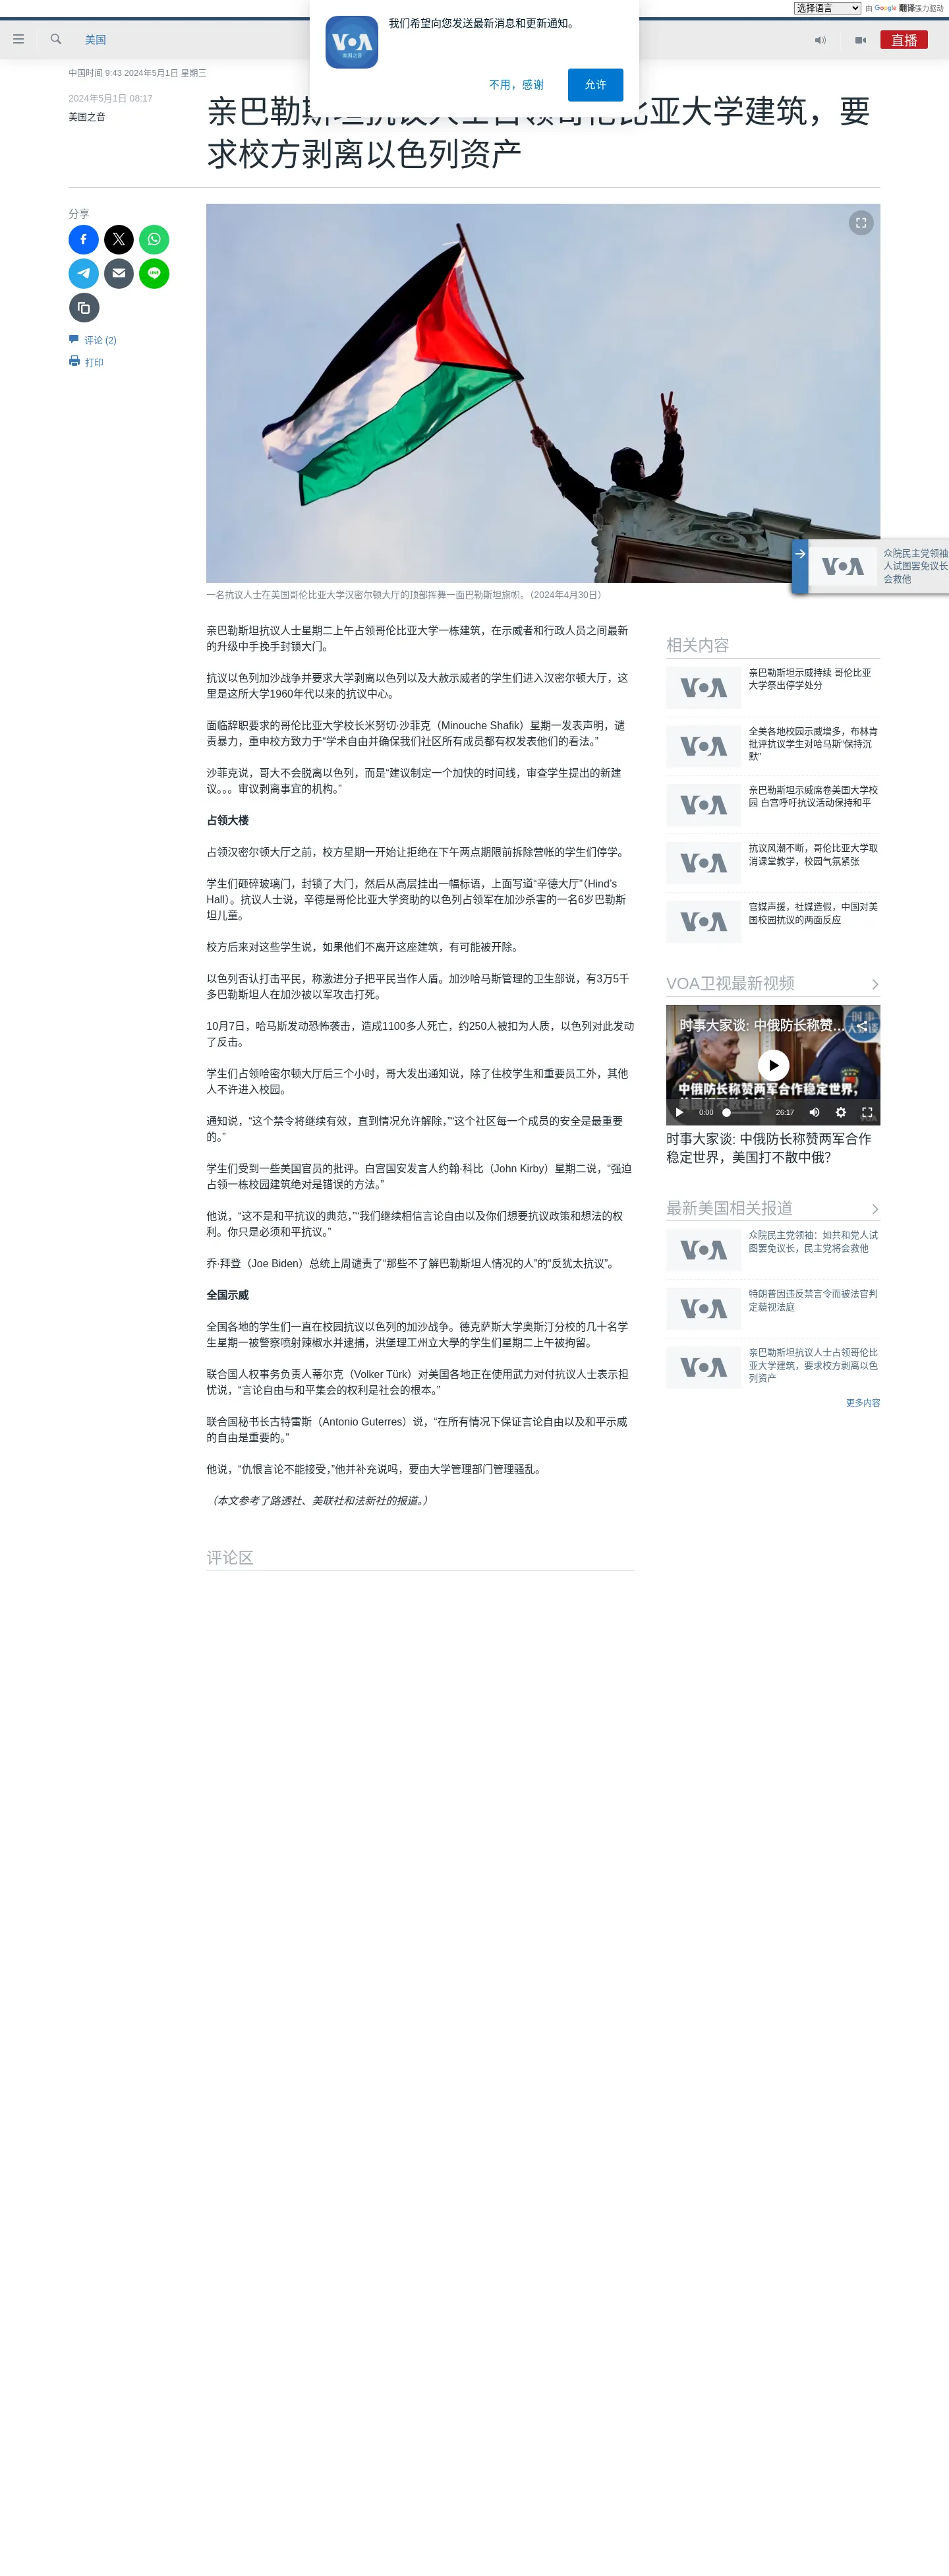 选择语言
由 Google 翻译强力驱动
我们希望向您发送最新消息和更新通知。
VOA
美国之音
不用，感谢
允许
美国
直播
中国时间 9:43 2024年5月1日 星期三
2024年5月1日 08:17
美国之音
亚大学建筑，要
求校方剥离以色列资产
分享
评论 (2)
打印
一名抗议人士在美国哥伦比亚大学汉密尔顿大厅的顶部挥舞一面巴勒斯坦旗帜。（2024年4月30日）
VOA
众院民主党领袖
人试图罢免议长
会救他
亲巴勒斯坦抗议人士星期二上午占领哥伦比亚大学一栋建筑，在示威者和行政人员之间最新
的升级中手挽手封锁大门。
抗议以色列加沙战争并要求大学剥离以色列以及大赦示威者的学生们进入汉密尔顿大厅，这
里是这所大学1960年代以来的抗议中心。
面临辞职要求的哥伦比亚大学校长米努切·沙菲克（Minouche Shafik）星期一发表声明，谴
责暴力，重申校方致力于“学术自由并确保我们社区所有成员都有权发表他们的看法。”
沙菲克说，哥大不会脱离以色列，而是“建议制定一个加快的时间线，审查学生提出的新建
议。。。审议剥离事宜的机构。”
占领大楼
占领汉密尔顿大厅之前，校方星期一开始让拒绝在下午两点期限前拆除营帐的学生们停学。
学生们砸碎玻璃门，封锁了大门，然后从高层挂出一幅标语，上面写道“辛德大厅”（Hind’s
Hall）。抗议人士说，辛德是哥伦比亚大学资助的以色列占领军在加沙杀害的一名6岁巴勒斯
坦儿童。
校方后来对这些学生说，如果他们不离开这座建筑，有可能被开除。
以色列否认打击平民，称激进分子把平民当作人盾。加沙哈马斯管理的卫生部说，有3万5千
多巴勒斯坦人在加沙被以军攻击打死。
10月7日，哈马斯发动恐怖袭击，造成1100多人死亡，约250人被扣为人质，以色列对此发动
了反击。
学生们占领哈密尔顿大厅后三个小时，哥大发出通知说，除了住校学生和重要员工外，其他
人不许进入校园。
通知说，“这个禁令将继续有效，直到情况允许解除，”“这个社区每一个成员的安全是最重要
的。”
学生们受到一些美国官员的批评。白宫国安发言人约翰·科比（John Kirby）星期二说，“强迫
占领一栋校园建筑绝对是错误的方法。”
他说，“这不是和平抗议的典范，”“我们继续相信言论自由以及你们想要抗议政策和想法的权
利。你只是必须和平抗议。”
乔·拜登（Joe Biden）总统上周谴责了“那些不了解巴勒斯坦人情况的人”的“反犹太抗议”。
全国示威
全国各地的学生们一直在校园抗议以色列的加沙战争。德克萨斯大学奥斯汀分校的几十名学
生星期一被警察喷射辣椒水并逮捕，洪堡理工州立大學的学生们星期二上午被拘留。
联合国人权事务负责人蒂尔克（Volker Türk）对美国各地正在使用武力对付抗议人士表示担
忧说，“言论自由与和平集会的权利是社会的根本。”
联合国秘书长古特雷斯（Antonio Guterres）说，“在所有情况下保证言论自由以及和平示威
的自由是重要的。”
他说，“仇恨言论不能接受，”他并补充说吗，要由大学管理部门管理骚乱。
（本文参考了路透社、美联社和法新社的报道。）
评论区
相关内容
VOA
亲巴勒斯坦示威持续 哥伦比亚
大学祭出停学处分
VOA
全美各地校园示威增多，布林肯
批评抗议学生对哈马斯“保持沉
默”
VOA
亲巴勒斯坦示威席卷美国大学校
园 白宫呼吁抗议活动保持和平
VOA
抗议风潮不断，哥伦比亚大学取
消课堂教学，校园气氛紧张
VOA
官媒声援，社媒造假，中国对美
国校园抗议的两面反应
VOA卫视最新视频
时事大家谈: 中俄防长称赞...
时事
大家谈
中俄防长称赞两军合作稳定世界，
美国打不散中俄?
0:00
26:17
时事大家谈: 中俄防长称赞两军合作
稳定世界，美国打不散中俄？
最新美国相关报道
VOA
众院民主党领袖：如共和党人试
图罢免议长，民主党将会救他
VOA
特朗普因违反禁言令而被法官判
定藐视法庭
VOA
亲巴勒斯坦抗议人士占领哥伦比
亚大学建筑，要求校方剥离以色
列资产
更多内容